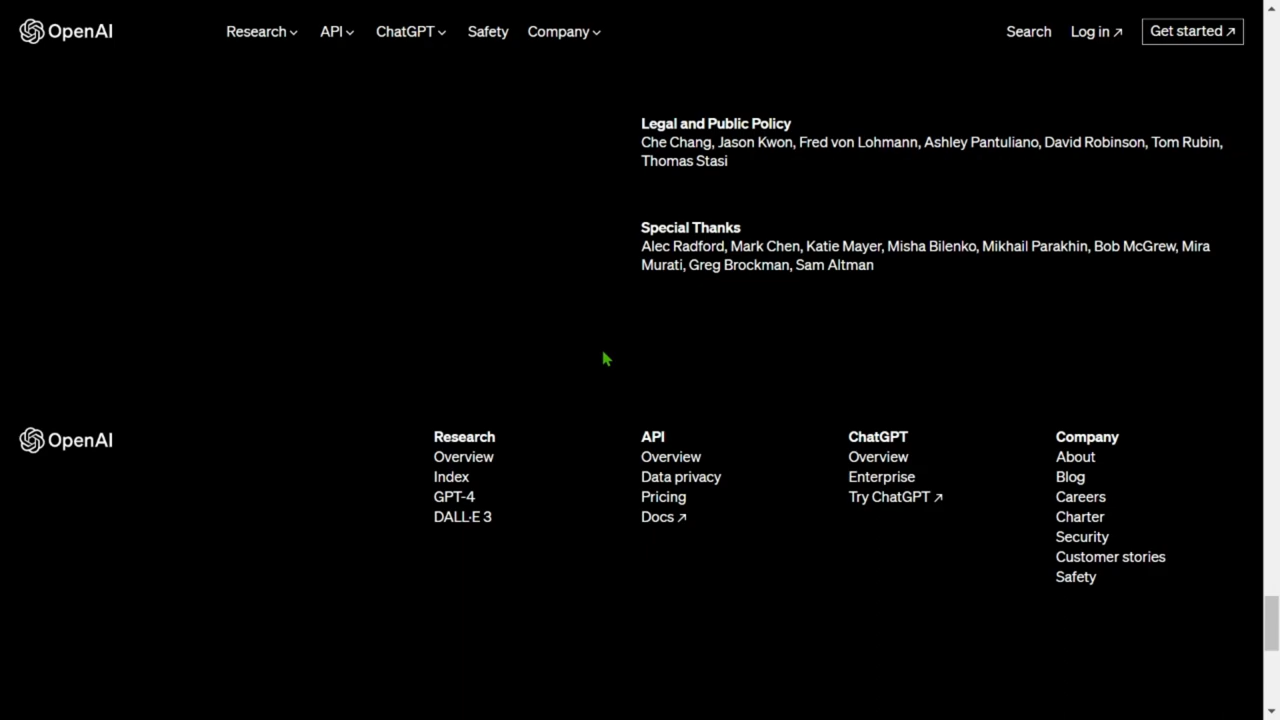 OpenAI Research API ChatGPT Safety Company Search Log in ↗ Get started ↗
Legal and Public Policy
Che Chang, Jason Kwon, Fred von Lohmann, Ashley Pantuliano, David Robinson, Tom Rubin,
Thomas Stasi
Special Thanks
Alec Radford, Mark Chen, Katie Mayer, Misha Bilenko, Mikhail Parakhin, Bob McGrew, Mira
Murati, Greg Brockman, Sam Altman
OpenAI
Research
Overview
Index
GPT-4
DALL·E 3
API
Overview
Data privacy
Pricing
Docs ↗
ChatGPT
Overview
Enterprise
Try ChatGPT ↗
Company
About
Blog
Careers
Charter
Security
Customer stories
Safety